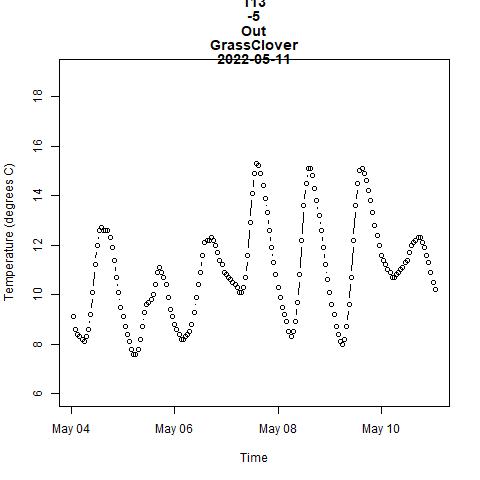 113
-5
Out
GrassClover
2022-05-11
Temperature (degrees C)
18
16
14
12
10
8
6
May 04
May 06
May 08
May 10
Time